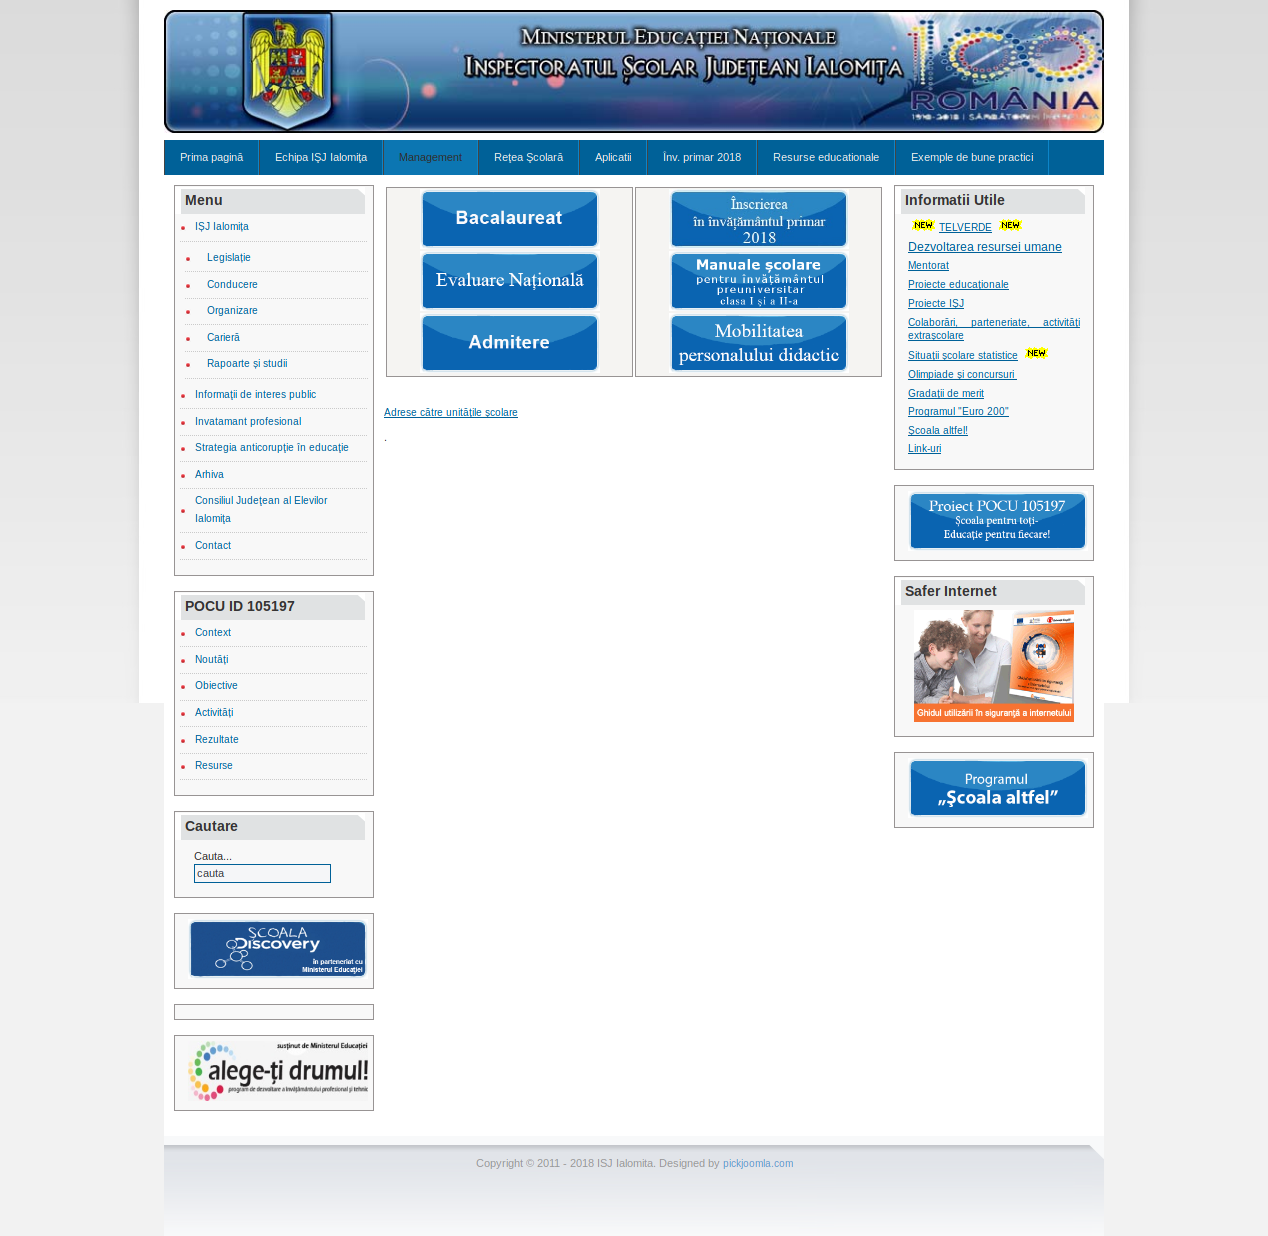 MINISTERUL EDUCAȚIEI NAȚIONALE
INSPECTORATUL ȘCOLAR JUDEȚEAN IALOMIȚA
100
ROMÂNIA
1918-2018 | SĂRBĂTORIM ÎMPREUNĂ
Prima pagină
Echipa IȘJ Ialomița
Management
Rețea Școlară
Aplicatii
Înv. primar 2018
Resurse educationale
Exemple de bune practici
Menu
IȘJ Ialomița
Legislație
Conducere
Organizare
Carieră
Rapoarte și studii
Informații de interes public
Invatamant profesional
Strategia anticorupție în educație
Arhiva
Consiliul Județean al Elevilor
Ialomița
Contact
POCU ID 105197
Context
Noutăți
Obiective
Activități
Rezultate
Resurse
Cautare
Cauta...
cauta
ȘCOALA
Discovery
în parteneriat cu
Ministerul Educației
susținut de Ministerul Educației
alege-ți drumul!
program de dezvoltare a învățământului profesional și tehnic
Bacalaureat
Evaluare Națională
Admitere
Înscrierea
în învățământul primar
2018
Manuale școlare
pentru învățământul
preuniversitar
clasa I și a II-a
Mobilitatea
personalului didactic
Adrese către unitățile școlare
.
Informatii Utile
NEW TELVERDE NEW
Dezvoltarea resursei umane
Mentorat
Proiecte educaționale
Proiecte IȘJ
Colaborări, parteneriate, activități
extrașcolare
Situații școlare statistice NEW
Olimpiade și concursuri
Gradații de merit
Programul "Euro 200"
Școala altfel!
Link-uri
Proiect POCU 105197
Școala pentru toți-
Educație pentru fiecare!
Safer Internet
Ghidul utilizării în siguranță a internetului
Programul
„Școala altfel”
Copyright © 2011 - 2018 ISJ Ialomita. Designed by pickjoomla.com